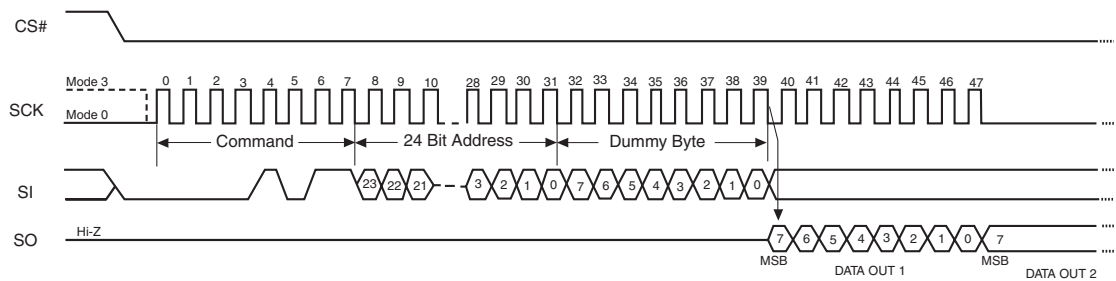 CS#
Mode 3 0 1 2 3 4 5 6 7 8 9 10 28 29 30 31 32 33 34 35 36 37 38 39 40 41 42 43 44 45 46 47
SCK
Mode 0
Command 24 Bit Address Dummy Byte
SI 23 22 21 3 2 1 0 7 6 5 4 3 2 1 0
SO Hi-Z 7 6 5 4 3 2 1 0 7
MSB DATA OUT 1 MSB DATA OUT 2